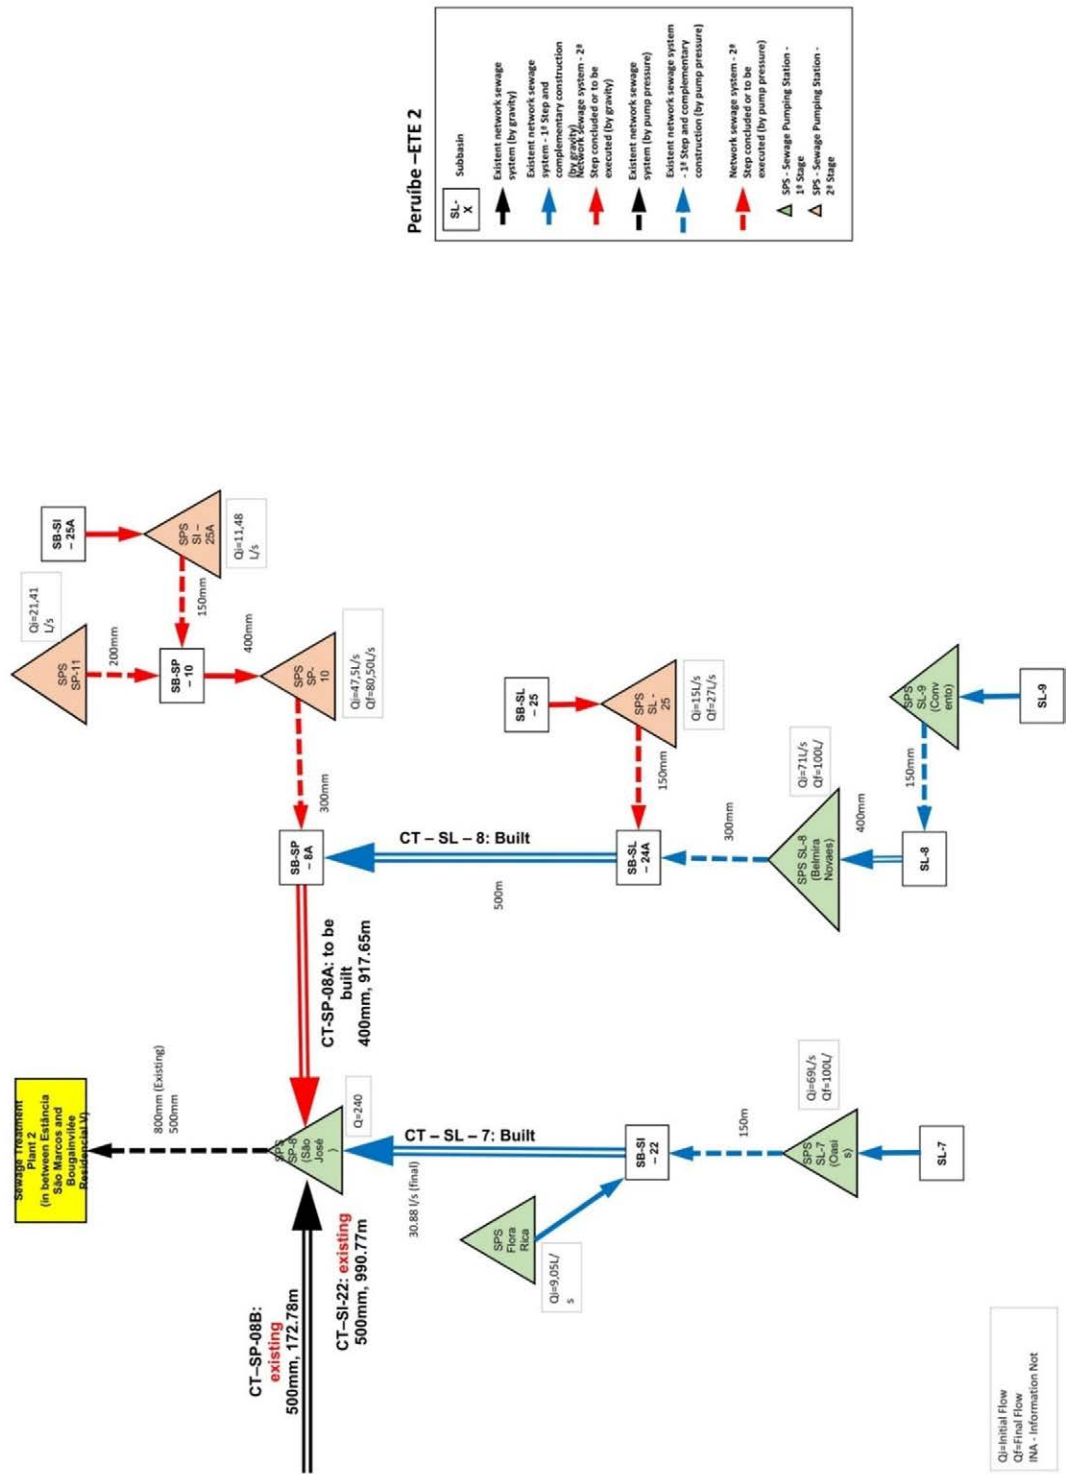 Peruíbe –ETE 2
SL-
X
Subbasin
Existent network sewage
system (by gravity)
Existent network sewage
system - 1ª Step and
complementary construction
(by gravity)
Network sewage system - 2ª
Step concluded or to be
executed (by gravity)
Existent network sewage
system (by pump pressure)
Existent network sewage system
- 1ª Step and complementary
construction (by pump pressure)
Network sewage system - 2ª
Step concluded or to be
executed (by pump pressure)
SPS - Sewage Pumping Station -
1ª Stage
SPS - Sewage Pumping Station -
2ª Stage
Sewage Treatment
Plant 2
(in between Estância
São Marcos and
Bougainvilée
Residencial V)
800mm (Existing)
500mm
SPS
SP-8
(São
José
)
Q=240
CT–SP-08B:
existing
500mm, 172.78m
CT–SI-22: existing
500mm, 990.77m
CT-SP-08A: to be
built
400mm, 917.65m
SB-SP
– 8A
300mm
SPS
SP-
10
Qi=47,5L/s
Qf=80,50L/s
400mm
SB-SP
– 10
200mm
SPS
SP-11
Qi=21,41
L/s
150mm
SPS
SI –
25A
Qi=11,48
L/s
SB-SI
– 25A
CT – SL – 8: Built
500m
SB-SL
– 24A
150mm
SPS
SL -
25
Qi=15L/s
Qf=27L/s
SB-SL
– 25
300mm
SPS SL-8
(Belmira
Novaes)
Qi=71L/s
Qf=100L/
400mm
SL-8
150mm
SPS
SL-9
(Conv
ento)
SL-9
CT – SL – 7: Built
30.88 l/s (final)
SB-SI
– 22
SPS
Flora
Rica
Qi=9,05L/
s
150m
SPS
SL-7
(Oasi
s)
Qi=69L/s
Qf=100L/
SL-7
Qi=Initial Flow
Qf=Final Flow
INA - Information Not